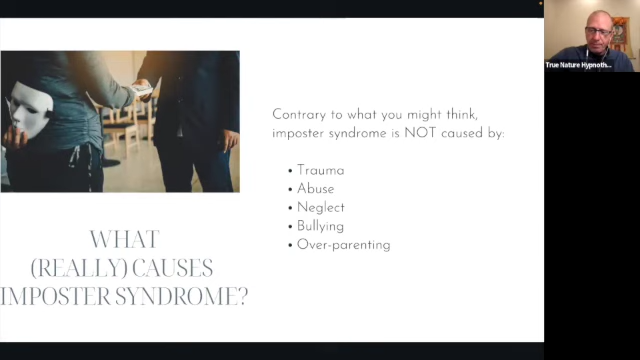 True Nature Hypnoth...
Contrary to what you might think,
imposter syndrome is NOT caused by:
• Trauma
• Abuse
• Neglect
• Bullying
• Over-parenting
WHAT
(REALLY) CAUSES
IMPOSTER SYNDROME?